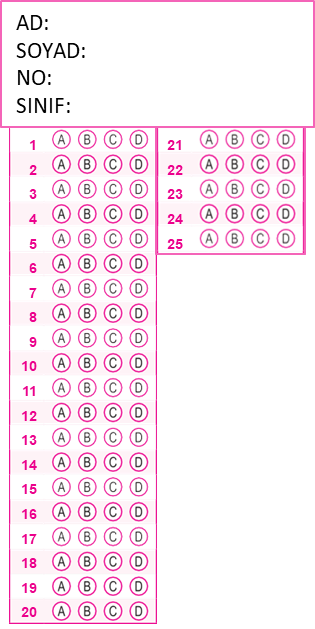 AD:
SOYAD:
NO:
SINIF:
1 A B C D
2 A B C D
3 A B C D
4 A B C D
5 A B C D
6 A B C D
7 A B C D
8 A B C D
9 A B C D
10 A B C D
11 A B C D
12 A B C D
13 A B C D
14 A B C D
15 A B C D
16 A B C D
17 A B C D
18 A B C D
19 A B C D
20 A B C D
21 A B C D
22 A B C D
23 A B C D
24 A B C D
25 A B C D